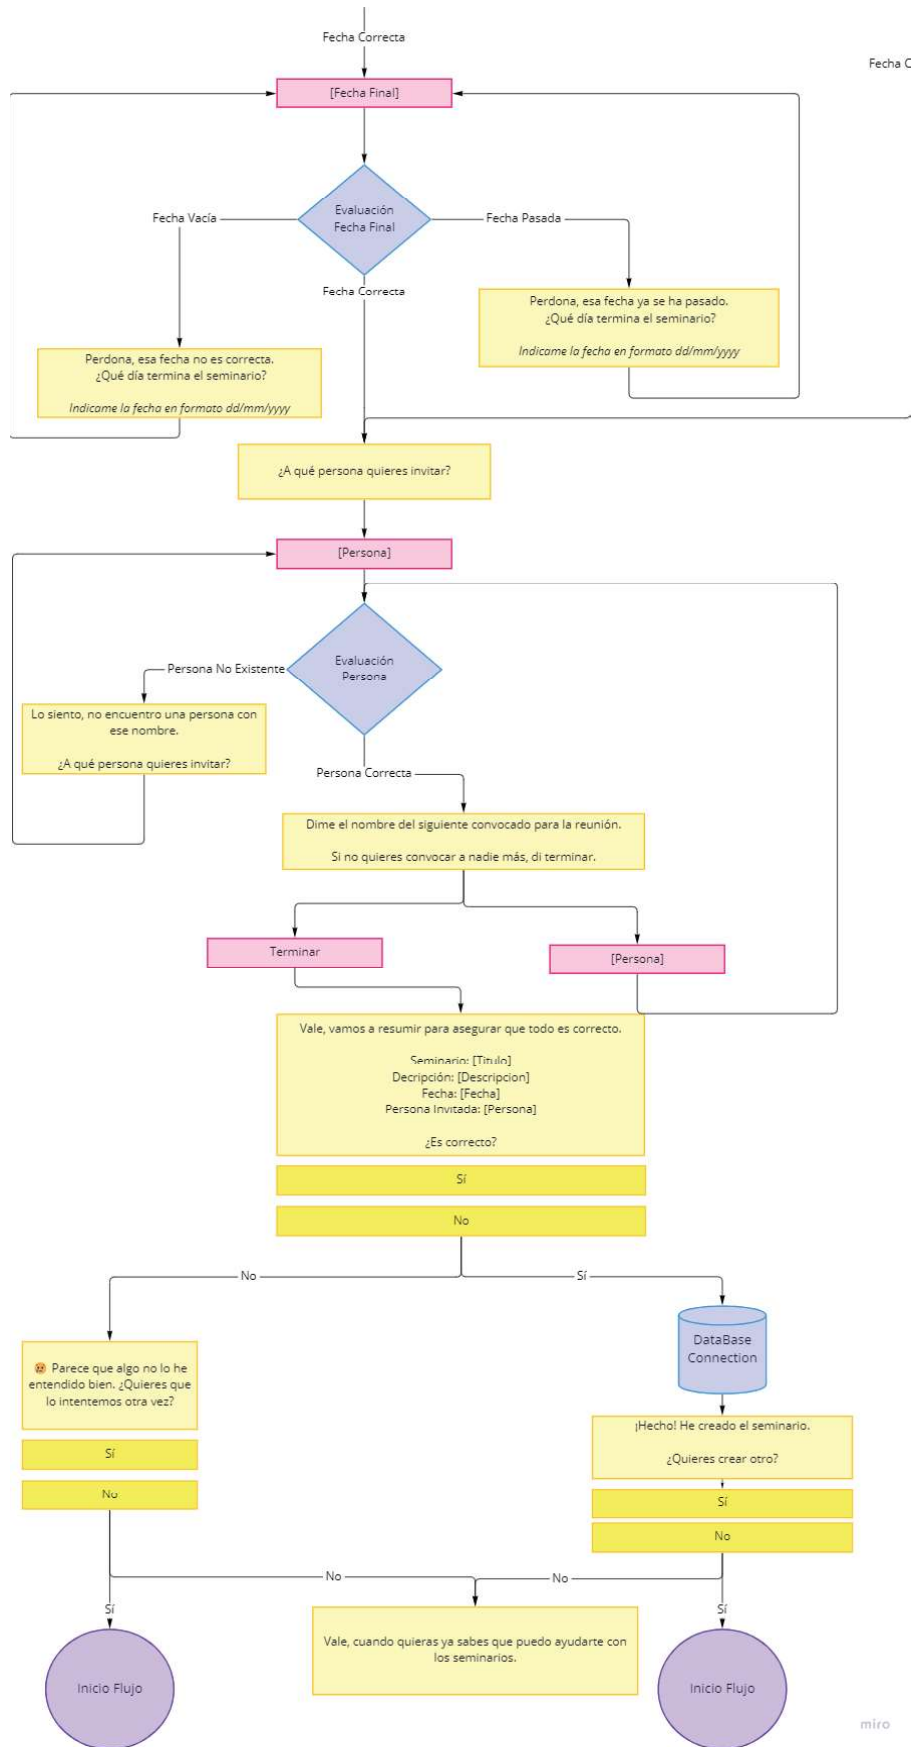 Fecha Correcta
Fecha C
[Fecha Final]
Evaluación
Fecha Final
Fecha Vacía
Fecha Pasada
Fecha Correcta
Perdona, esa fecha ya se ha pasado.
¿Qué día termina el seminario?
Indicame la fecha en formato dd/mm/yyyy
Perdona, esa fecha no es correcta.
¿Qué día termina el seminario?
Indicame la fecha en formato dd/mm/yyyy
¿A qué persona quieres invitar?
[Persona]
Evaluación
Persona
Persona No Existente
Lo siento, no encuentro una persona con
ese nombre.
¿A qué persona quieres invitar?
Persona Correcta
Dime el nombre del siguiente convocado para la reunión.
Si no quieres convocar a nadie más, di terminar.
Terminar
[Persona]
Vale, vamos a resumir para asegurar que todo es correcto.
Seminario: [Titulo]
Decripción: [Descripcion]
Fecha: [Fecha]
Persona Invitada: [Persona]
¿Es correcto?
Sí
No
No
Sí
DataBase
Connection
😡 Parece que algo no lo he
entendido bien. ¿Quieres que
lo intentemos otra vez?
Sí
No
¡Hecho! He creado el seminario.
¿Quieres crear otro?
Sí
No
No
No
Sí
Sí
Vale, cuando quieras ya sabes que puedo ayudarte con
los seminarios.
Inicio Flujo
Inicio Flujo
miro